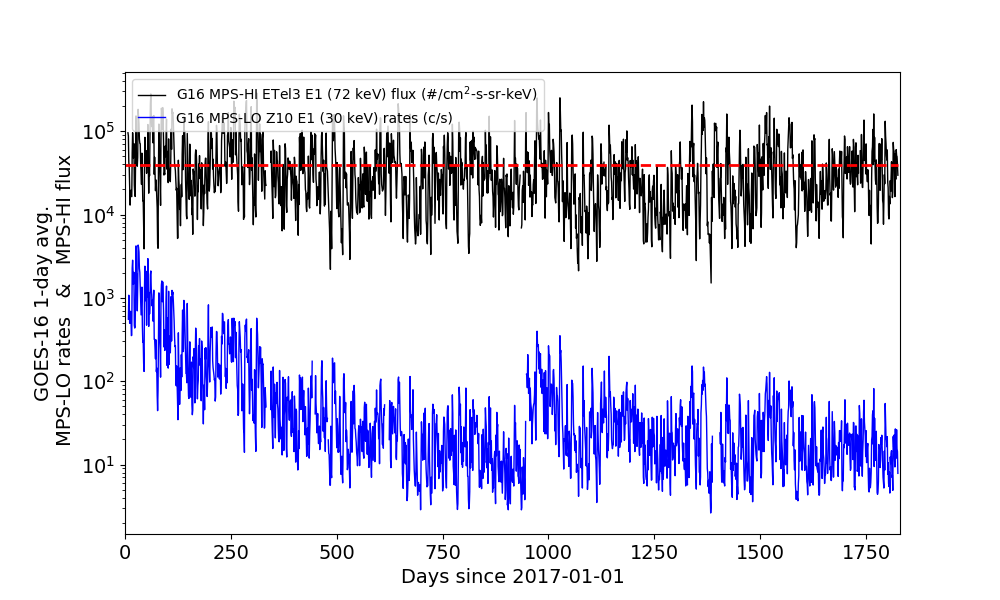 G16 MPS-HI ETel3 E1 (72 keV) flux (#/cm²-s-sr-keV)
G16 MPS-LO Z10 E1 (30 keV) rates (c/s)
GOES-16 1-day avg.
MPS-LO rates & MPS-HI flux
10⁵
10⁴
10³
10²
10¹
0 250 500 750 1000 1250 1500 1750
Days since 2017-01-01